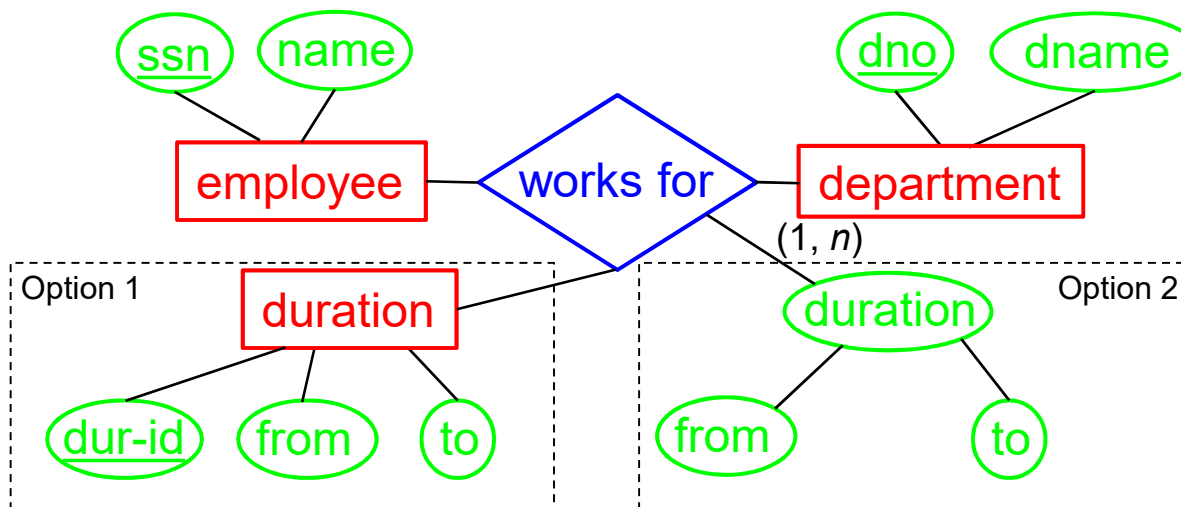 ssn
name
dno
dname
employee
works for
department
(1, n)
Option 1
duration
duration
Option 2
dur-id
from
to
from
to